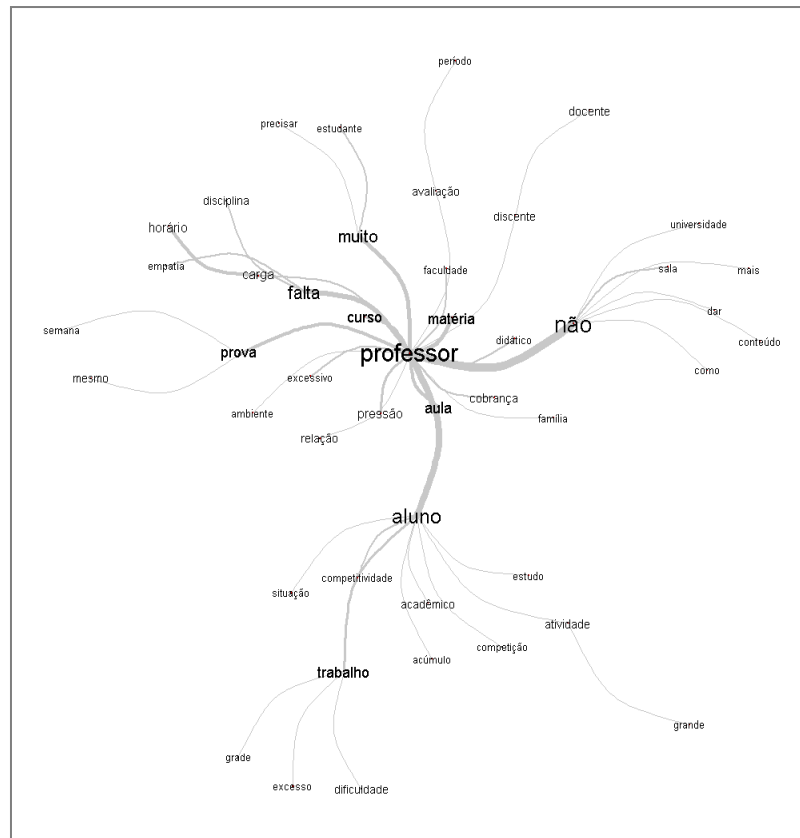 período
docente
precisar
estudante
avaliação
disciplina
discente
universidade
horário
muito
empatia
carga
faculdade
sala
mais
falta
curso
matéria
dar
não
semana
prova
professor
didático
conteúdo
mesmo
excessivo
como
ambiente
pressão
aula
cobrança
família
relação
aluno
situação
competitividade
estudo
acadêmico
atividade
trabalho
acúmulo
competição
grande
grade
excesso
dificuldade